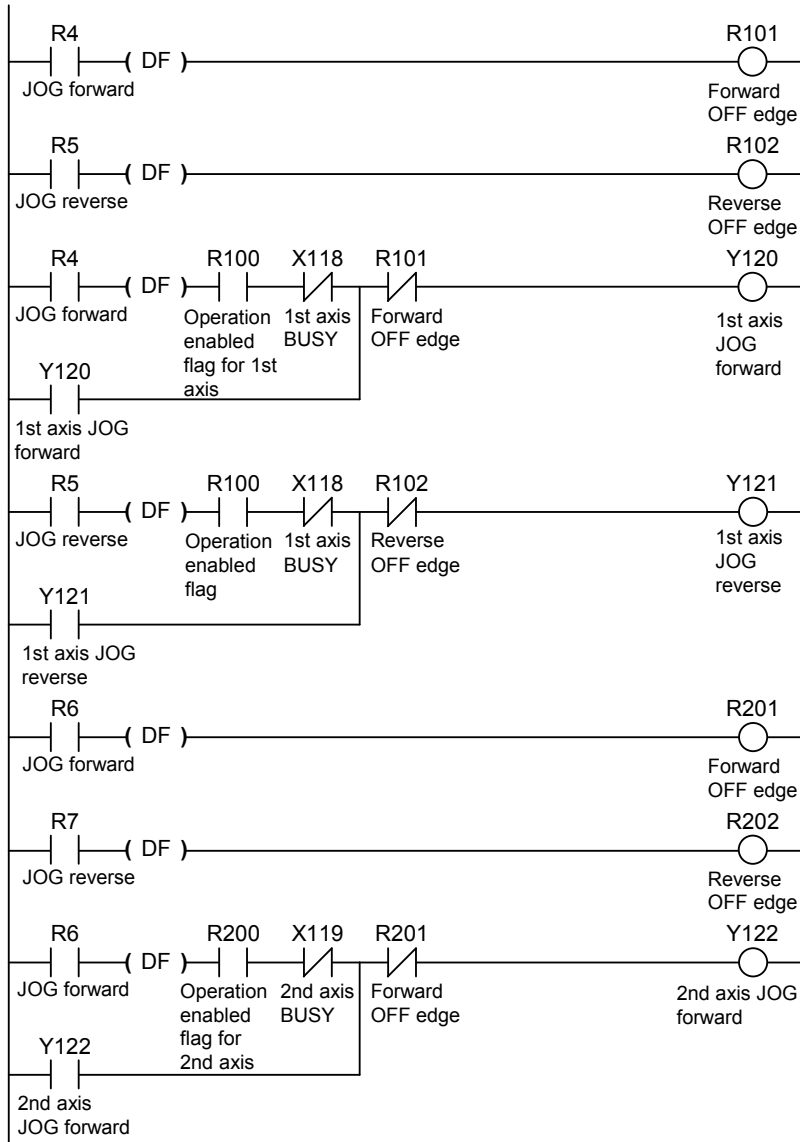 R4 R101
( DF )
JOG forward Forward
OFF edge
R5 R102
( DF )
JOG reverse Reverse
OFF edge
R4 R100 X118 R101 Y120
( DF )
JOG forward Operation 1st axis Forward 1st axis
enabled BUSY OFF edge JOG
flag for 1st forward
axis
Y120
1st axis JOG
forward
R5 R100 X118 R102 Y121
( DF )
JOG reverse Operation 1st axis Reverse 1st axis
enabled BUSY OFF edge JOG
flag reverse
Y121
1st axis JOG
reverse
R6 R201
( DF )
JOG forward Forward
OFF edge
R7 R202
( DF )
JOG reverse Reverse
OFF edge
R6 R200 X119 R201 Y122
( DF )
JOG forward Operation 2nd axis Forward 2nd axis JOG
enabled BUSY OFF edge forward
flag for
2nd axis
Y122
2nd axis
JOG forward